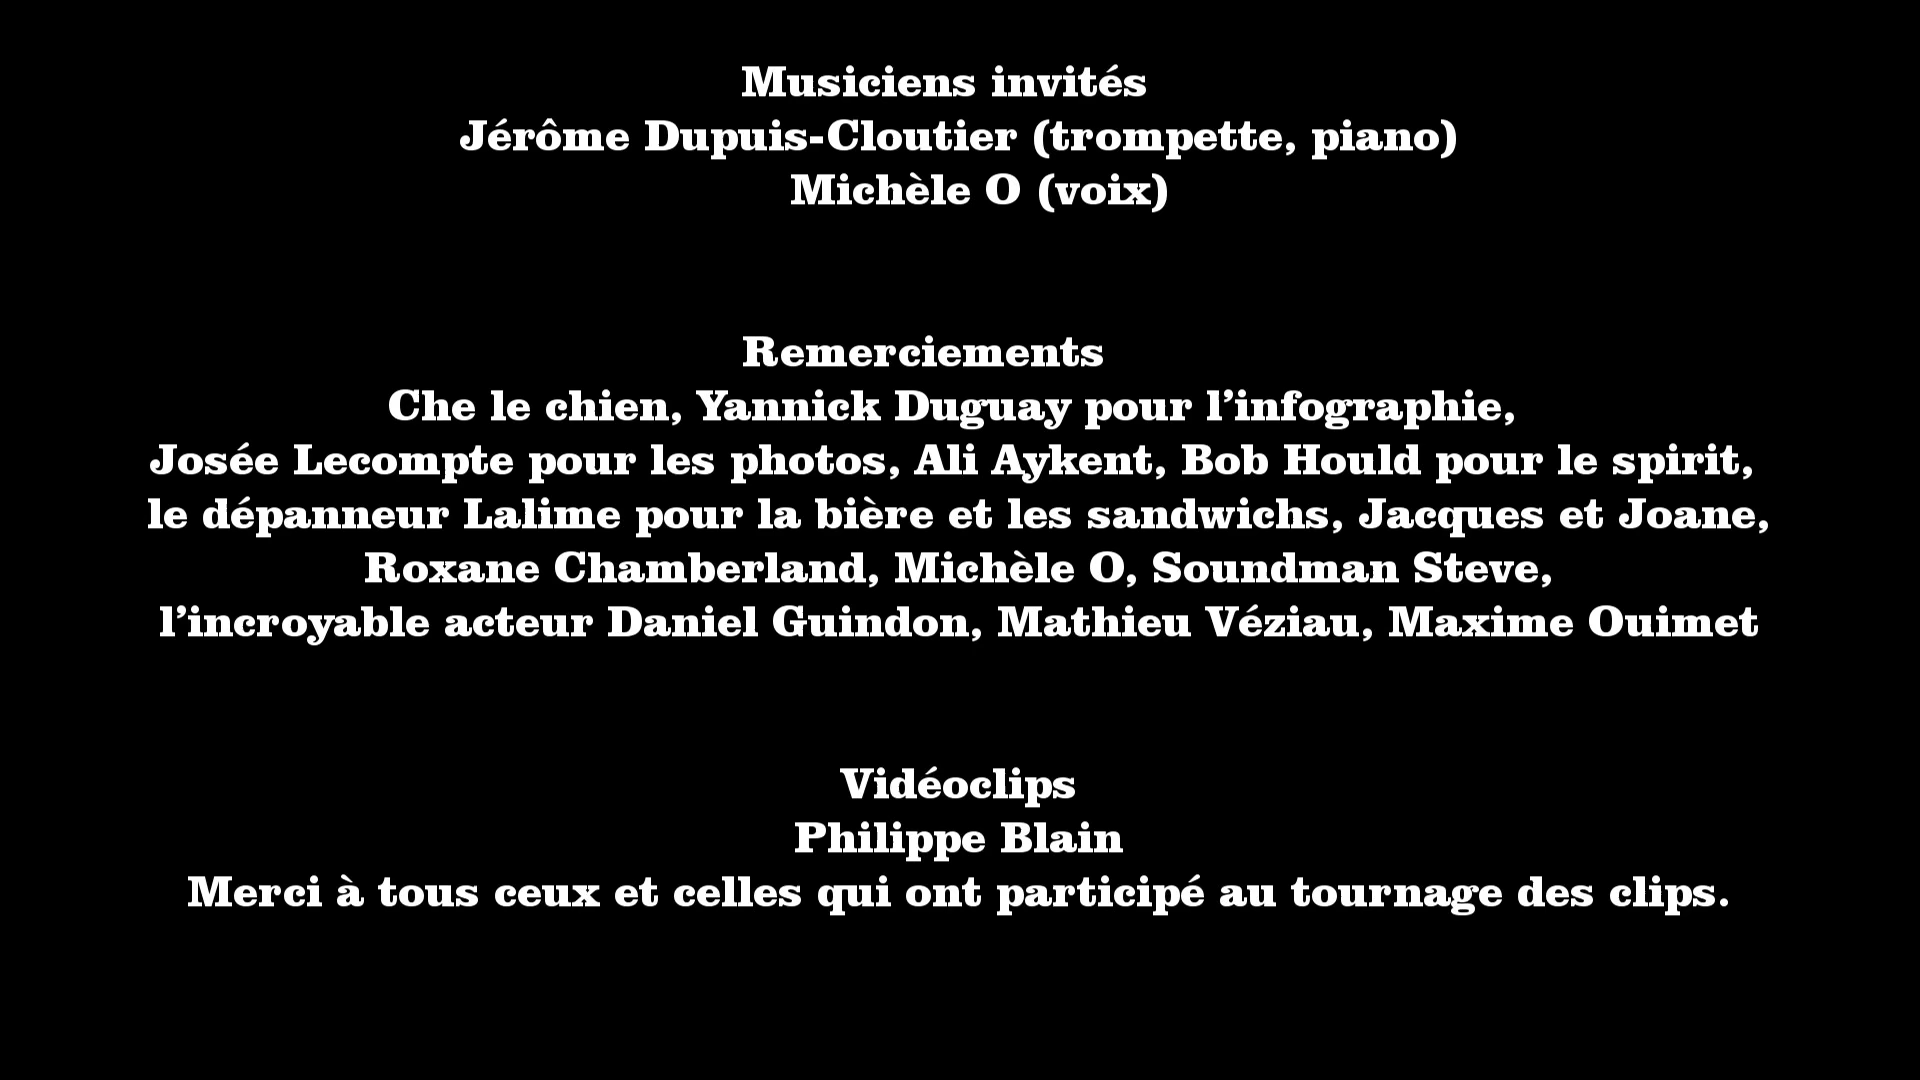 Musiciens invités
Jérôme Dupuis-Cloutier (trompette, piano)
Michèle O (voix)
Remerciements
Che le chien, Yannick Duguay pour l’infographie,
Josée Lecompte pour les photos, Ali Aykent, Bob Hould pour le spirit,
le dépanneur Lalime pour la bière et les sandwichs, Jacques et Joane,
Roxane Chamberland, Michèle O, Soundman Steve,
l’incroyable acteur Daniel Guindon, Mathieu Véziau, Maxime Ouimet
Vidéoclips
Philippe Blain
Merci à tous ceux et celles qui ont participé au tournage des clips.